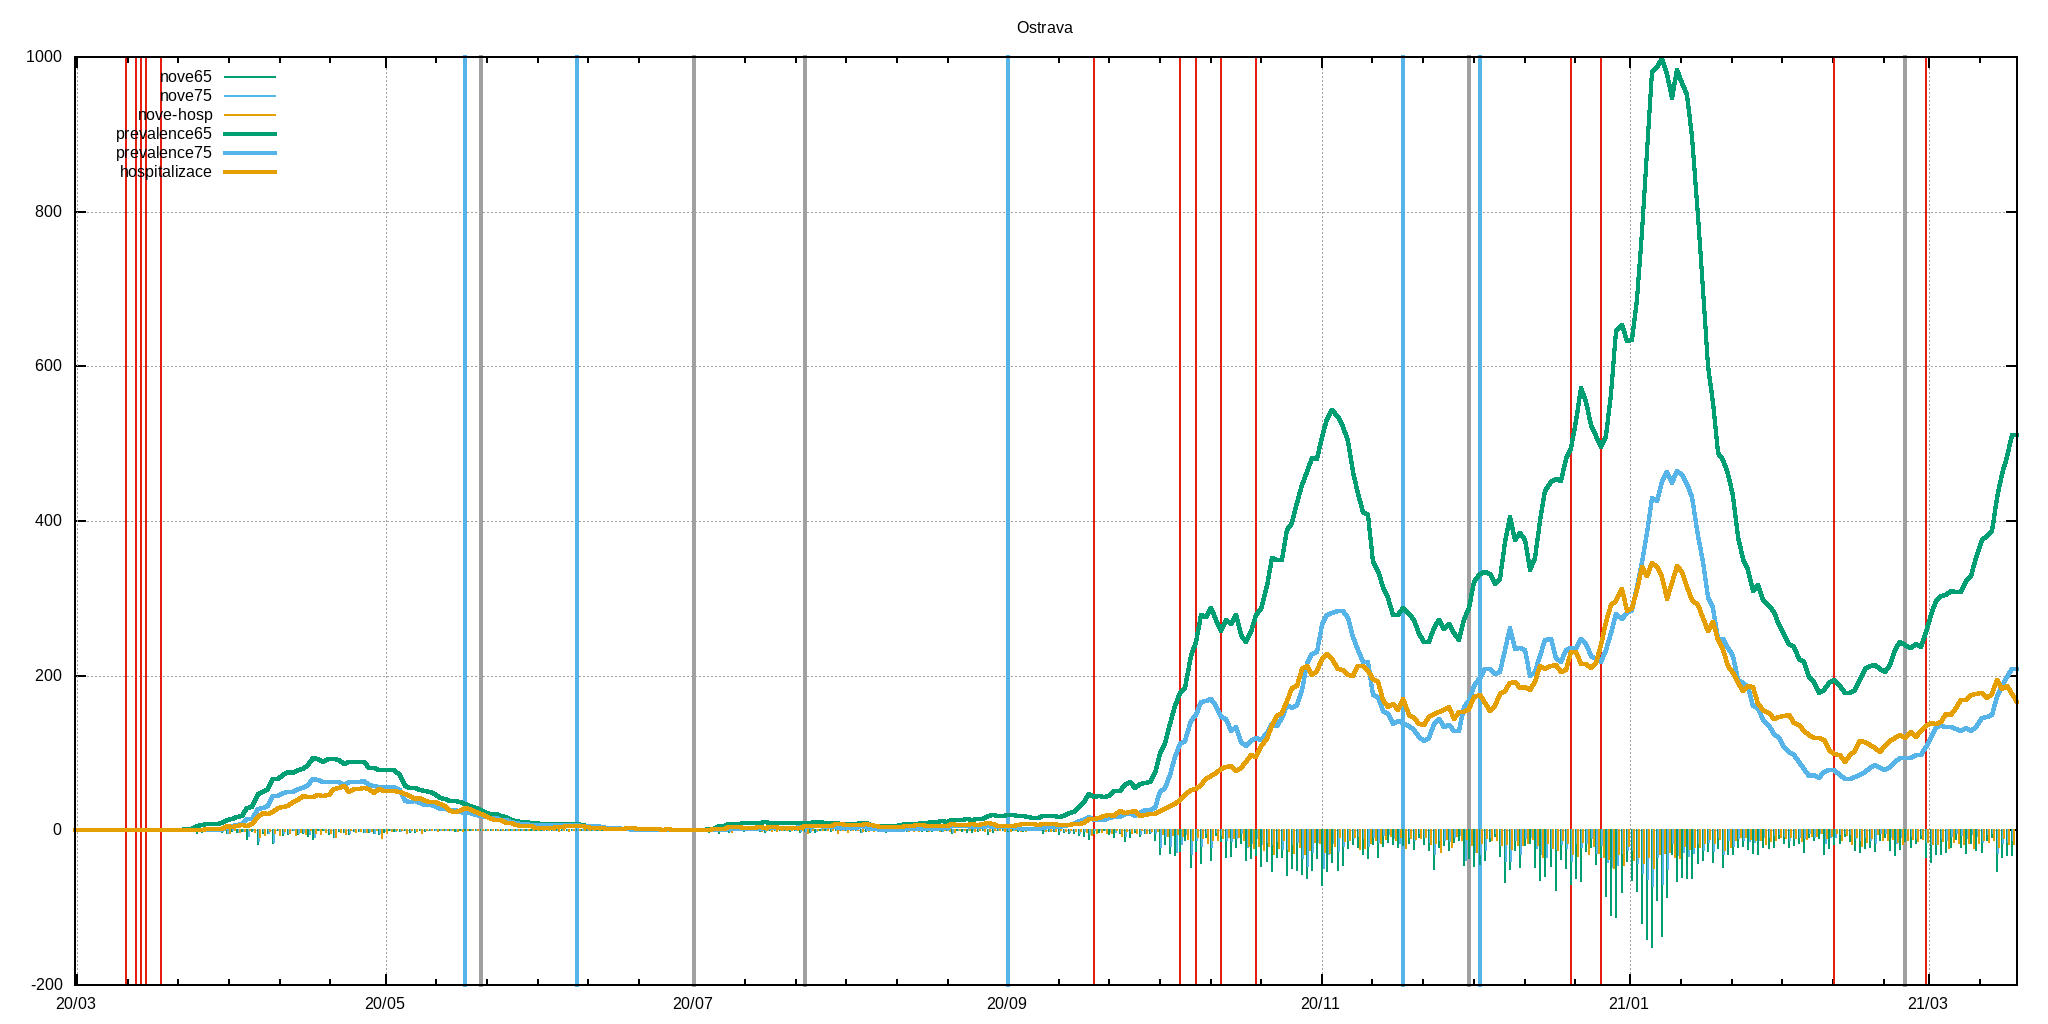 Ostrava
1000
800
600
400
200
0
-200
nove65
nove75
nove-hosp
prevalence65
prevalence75
hospitalizace
20/03 20/05 20/07 20/09 20/11 21/01 21/03